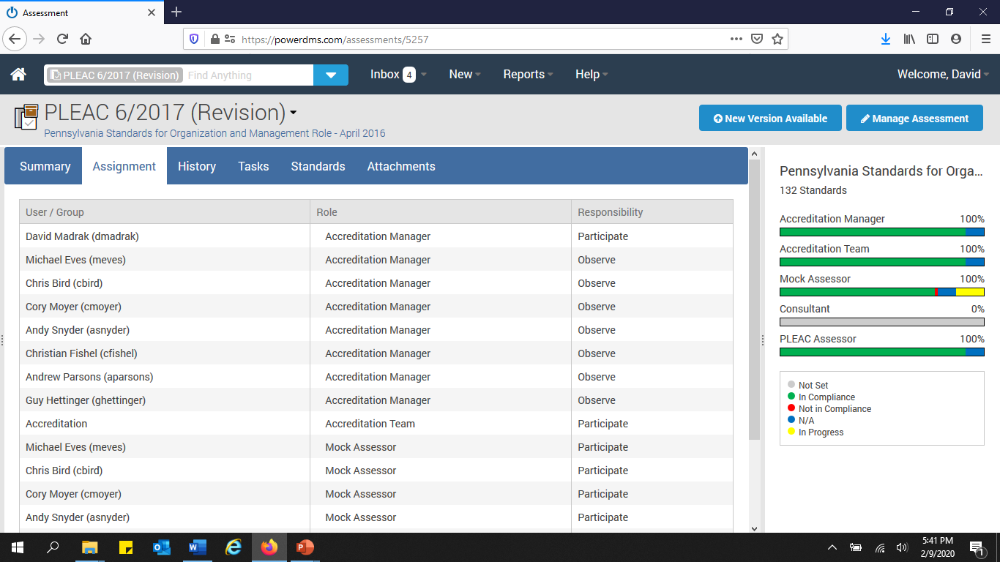 Assessment
https://powerdms.com/assessments/5257
PLEAC 6/2017 (Revision) Find Anything
Inbox 4 New Reports Help Welcome, David
PLEAC 6/2017 (Revision)
Pennsylvania Standards for Organization and Management Role - April 2016
New Version Available Manage Assessment
Summary Assignment History Tasks Standards Attachments
User / Group Role Responsibility
David Madrak (dmadrak) Accreditation Manager Participate
Michael Eves (meves) Accreditation Manager Observe
Chris Bird (cbird) Accreditation Manager Observe
Cory Moyer (cmoyer) Accreditation Manager Observe
Andy Snyder (asnyder) Accreditation Manager Observe
Christian Fishel (cfishel) Accreditation Manager Observe
Andrew Parsons (aparsons) Accreditation Manager Observe
Guy Hettinger (ghettinger) Accreditation Manager Observe
Accreditation Accreditation Team Participate
Michael Eves (meves) Mock Assessor Participate
Chris Bird (cbird) Mock Assessor Participate
Cory Moyer (cmoyer) Mock Assessor Participate
Andy Snyder (asnyder) Mock Assessor Participate
Pennsylvania Standards for Orga...
132 Standards
Accreditation Manager 100%
Accreditation Team 100%
Mock Assessor 100%
Consultant 0%
PLEAC Assessor 100%
Not Set
In Compliance
Not in Compliance
N/A
In Progress
5:41 PM
2/9/2020
1